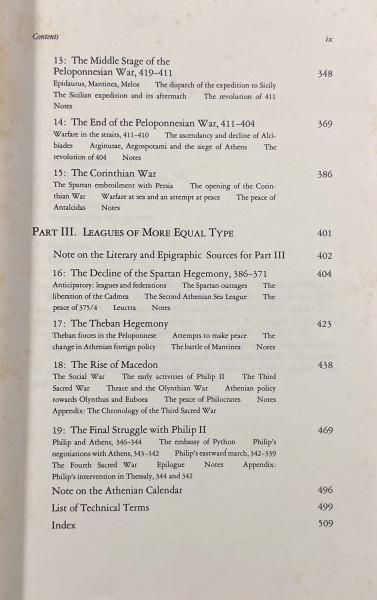 Contents ix
13: The Middle Stage of the
Peloponnesian War, 419–411 348
Epidaurus, Mantinea, Melos The dispatch of the expedition to Sicily
The Sicilian expedition and its aftermath The revolution of 411
Notes
14: The End of the Peloponnesian War, 411–404 369
Warfare in the straits, 411–410 The ascendancy and decline of Alci-
biades Arginusae, Aegospotami and the siege of Athens The
revolution of 404 Notes
15: The Corinthian War 386
The Spartan embroilment with Persia The opening of the Corin-
thian War Warfare at sea and an attempt at peace The peace of
Antalcidas Notes
PART III. LEAGUES OF MORE EQUAL TYPE 401
Note on the Literary and Epigraphic Sources for Part III 402
16: The Decline of the Spartan Hegemony, 386–371 404
Anticipatory: leagues and federations The Spartan outrages The
liberation of the Cadmea The Second Athenian Sea League The
peace of 375/4 Leuctra Notes
17: The Theban Hegemony 423
Theban forces in the Peloponnese Attempts to make peace The
change in Athenian foreign policy The battle of Mantinea Notes
18: The Rise of Macedon 438
The Social War The early activities of Philip II The Third
Sacred War Thrace and the Olynthian War Athenian policy
towards Olynthus and Euboea The peace of Philocrates Notes
Appendix: The Chronology of the Third Sacred War
19: The Final Struggle with Philip II 469
Philip and Athens, 346–344 The embassy of Python Philip's
negotiations with Athens, 343–342 Philip's eastward march, 342–339
The Fourth Sacred War Epilogue Notes Appendix:
Philip's intervention in Thessaly, 344 and 342
Note on the Athenian Calendar 496
List of Technical Terms 499
Index 509